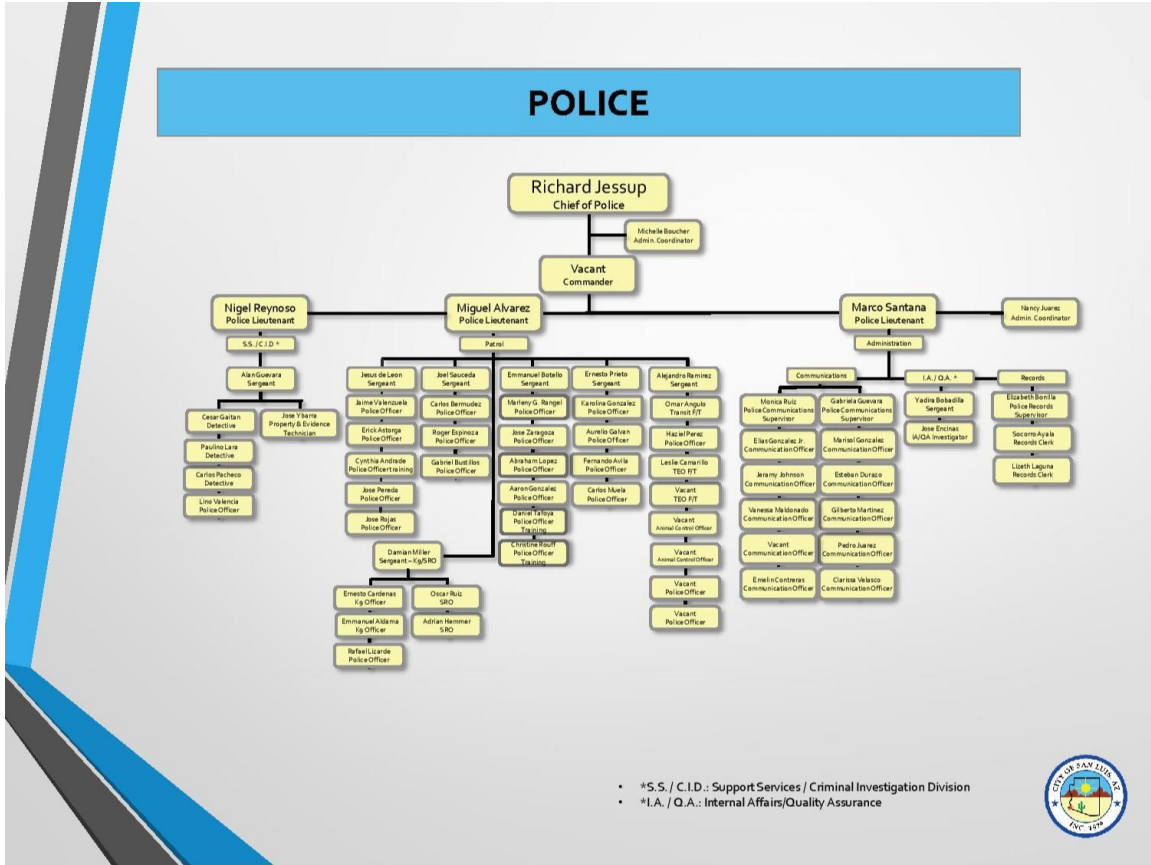 POLICE
Richard Jessup
Chief of Police
Michelle Boucher
Admin. Coordinator
Vacant
Commander
Nigel Reynoso
Police Lieutenant
Miguel Alvarez
Police Lieutenant
Marco Santana
Police Lieutenant
Nancy Juarez
Admin. Coordinator
S.S. / C.I.D *
Alan Guevara
Sergeant
Cesar Gaitan
Detective
Paulino Lara
Detective
Carlos Pacheco
Detective
Lino Valencia
Police Officer
Jose Ybarra
Property & Evidence
Technician
Patrol
Jesus de Leon
Sergeant
Jaime Valenzuela
Police Officer
Erick Astorga
Police Officer
Cynthia Andrade
Police Officer training
Jose Pereda
Police Officer
Jose Rojas
Police Officer
Joel Sauceda
Sergeant
Carlos Bermudez
Police Officer
Roger Espinoza
Police Officer
Gabriel Bustillos
Police Officer
Damian Miller
Sergeant – K9/SRO
Ernesto Cardenas
K9 Officer
Emmanuel Aldama
K9 Officer
Rafael Lizarde
Police Officer
Oscar Ruiz
SRO
Adrian Hammer
SRO
Emmanuel Botello
Sergeant
Marleny G. Rangel
Police Officer
Jose Zaragoza
Police Officer
Abraham Lopez
Police Officer
Aaron Gonzalez
Police Officer
Daniel Tafoya
Police Officer
Training
Christine Rouff
Police Officer
Training
Ernesto Prieto
Sergeant
Karolina Gonzalez
Police Officer
Aurelio Galvan
Police Officer
Fernando Avila
Police Officer
Carlos Muela
Police Officer
Alejandro Ramirez
Sergeant
Omar Angulo
Transit F/T
Haziel Perez
Police Officer
Leslie Camarillo
TEO F/T
Vacant
TEO F/T
Vacant
Animal Control Officer
Vacant
Animal Control Officer
Vacant
Police Officer
Vacant
Police Officer
Administration
Communications
Monica Ruiz
Police Communications
Supervisor
Elias Gonzalez Jr.
Communication Officer
Jeramy Johnson
Communication Officer
Vanessa Maldonado
Communication Officer
Vacant
Communication Officer
Emelin Contreras
Communication Officer
Gabriela Guevara
Police Communications
Supervisor
Marisol Gonzalez
Communication Officer
Esteban Durazo
Communication Officer
Gilberto Martinez
Communication Officer
Pedro Juarez
Communication Officer
Clarissa Velasco
Communication Officer
I.A. / Q.A. *
Yadira Bobadilla
Sergeant
Jose Encinas
IA/QA Investigator
Records
Elizabeth Bonilla
Police Records
Supervisor
Socorro Ayala
Records Clerk
Lizeth Laguna
Records Clerk
• *S.S. / C.I.D.: Support Services / Criminal Investigation Division
• *I.A. / Q.A.: Internal Affairs/Quality Assurance
CITY OF SAN LUIS, AZ
INC. 1979